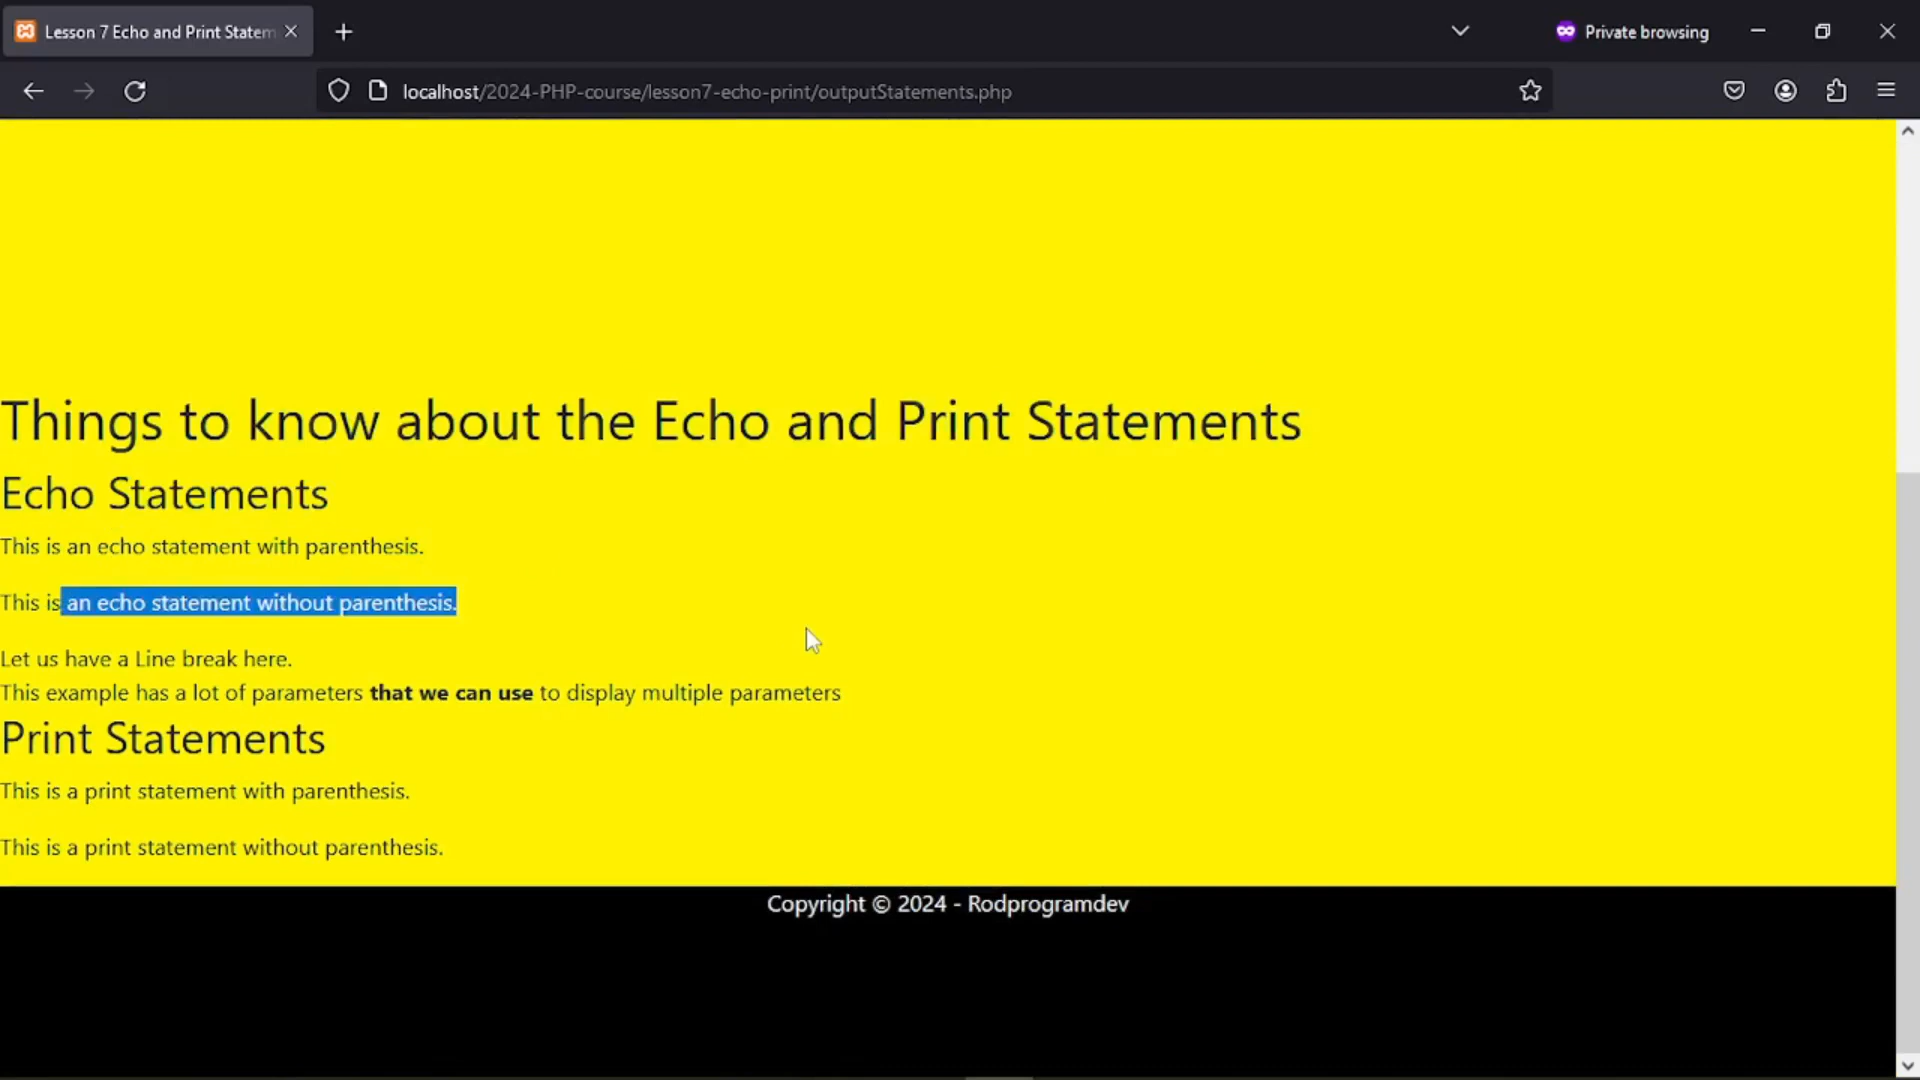 Lesson 7 Echo and Print Statem
Private browsing
localhost/2024-PHP-course/lesson7-echo-print/outputStatements.php
Things to know about the Echo and Print Statements
Echo Statements
This is an echo statement with parenthesis.
This is an echo statement without parenthesis.
Let us have a Line break here.
This example has a lot of parameters that we can use to display multiple parameters
Print Statements
This is a print statement with parenthesis.
This is a print statement without parenthesis.
Copyright © 2024 - Rodprogramdev